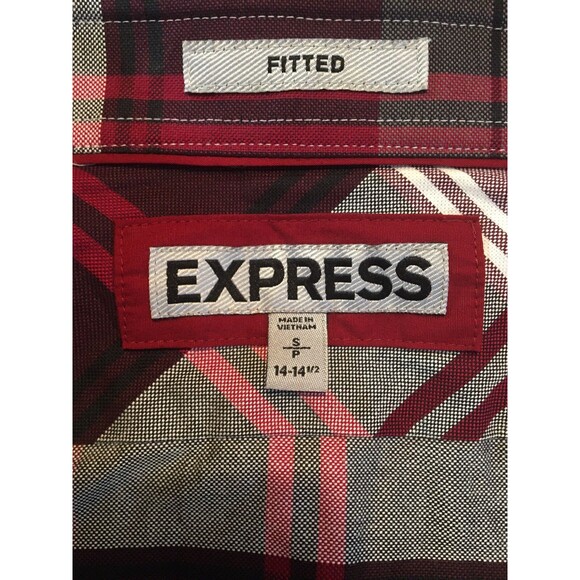 FITTED
EXPRESS
MADE IN
VIETNAM
S
P
14-14 1/2